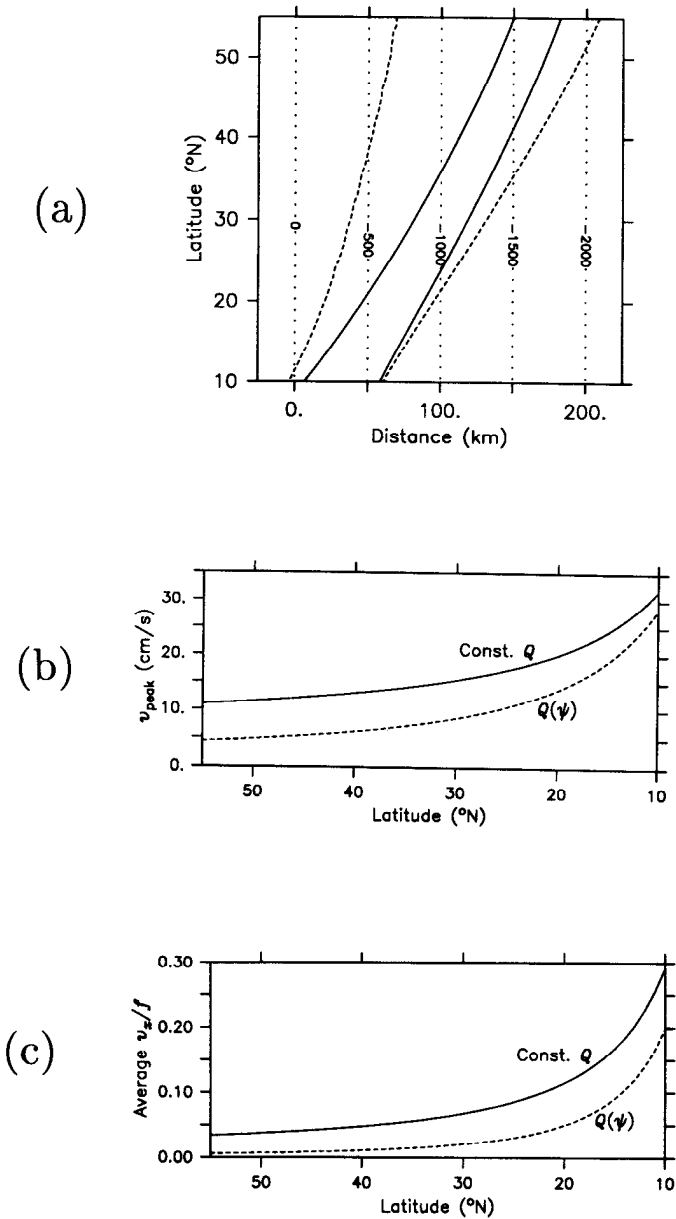 (a)
Latitude (°N)
50
40
30
20
10
0
-500
-1000
-1500
-2000
0. 100. 200.
Distance (km)
(b)
v_peak (cm/s)
30.
20.
10.
0.
Const. Q
Q(ψ)
50 40 30 20 10
Latitude (°N)
(c)
Average v_x/f
0.30
0.20
0.10
0.00
Const. Q
Q(ψ)
50 40 30 20 10
Latitude (°N)